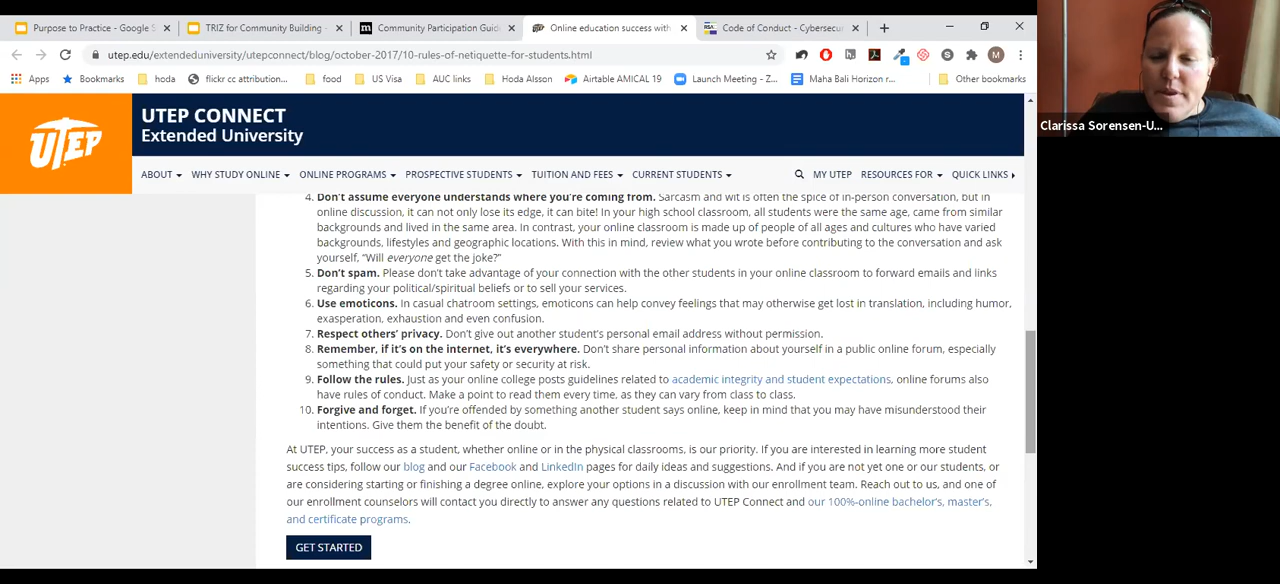 Purpose to Practice - Google S
TRIZ for Community Building -
Community Participation Guid
Online education success with
Code of Conduct - Cybersecu
utep.edu/extendeduniversity/utepconnect/blog/october-2017/10-rules-of-netiquette-for-students.html
M
Apps
Bookmarks
hoda
flickr cc attribution...
food
US Visa
AUC links
Hoda Alsson
Airtable AMICAL 19
Launch Meeting - Z...
Maha Bali Horizon r...
Other bookmarks
Clarissa Sorensen-U...
UTEP
UTEP CONNECT
Extended University
ABOUT
WHY STUDY ONLINE
ONLINE PROGRAMS
PROSPECTIVE STUDENTS
TUITION AND FEES
CURRENT STUDENTS
MY UTEP
RESOURCES FOR
QUICK LINKS
4. Don't assume everyone understands where you're coming from. Sarcasm and wit is often the spice of in-person conversation, but in
online discussion, it can not only lose its edge, it can bite! In your high school classroom, all students were the same age, came from similar
backgrounds and lived in the same area. In contrast, your online classroom is made up of people of all ages and cultures who have varied
backgrounds, lifestyles and geographic locations. With this in mind, review what you wrote before contributing to the conversation and ask
yourself, "Will everyone get the joke?"
5. Don't spam. Please don't take advantage of your connection with the other students in your online classroom to forward emails and links
regarding your political/spiritual beliefs or to sell your services.
6. Use emoticons. In casual chatroom settings, emoticons can help convey feelings that may otherwise get lost in translation, including humor,
exasperation, exhaustion and even confusion.
7. Respect others' privacy. Don't give out another student's personal email address without permission.
8. Remember, if it's on the internet, it's everywhere. Don't share personal information about yourself in a public online forum, especially
something that could put your safety or security at risk.
9. Follow the rules. Just as your online college posts guidelines related to academic integrity and student expectations, online forums also
have rules of conduct. Make a point to read them every time, as they can vary from class to class.
10. Forgive and forget. If you're offended by something another student says online, keep in mind that you may have misunderstood their
intentions. Give them the benefit of the doubt.
At UTEP, your success as a student, whether online or in the physical classrooms, is our priority. If you are interested in learning more student
success tips, follow our blog and our Facebook and LinkedIn pages for daily ideas and suggestions. And if you are not yet one or our students, or
are considering starting or finishing a degree online, explore your options in a discussion with our enrollment team. Reach out to us, and one of
our enrollment counselors will contact you directly to answer any questions related to UTEP Connect and our 100%-online bachelor's, master's,
and certificate programs.
GET STARTED